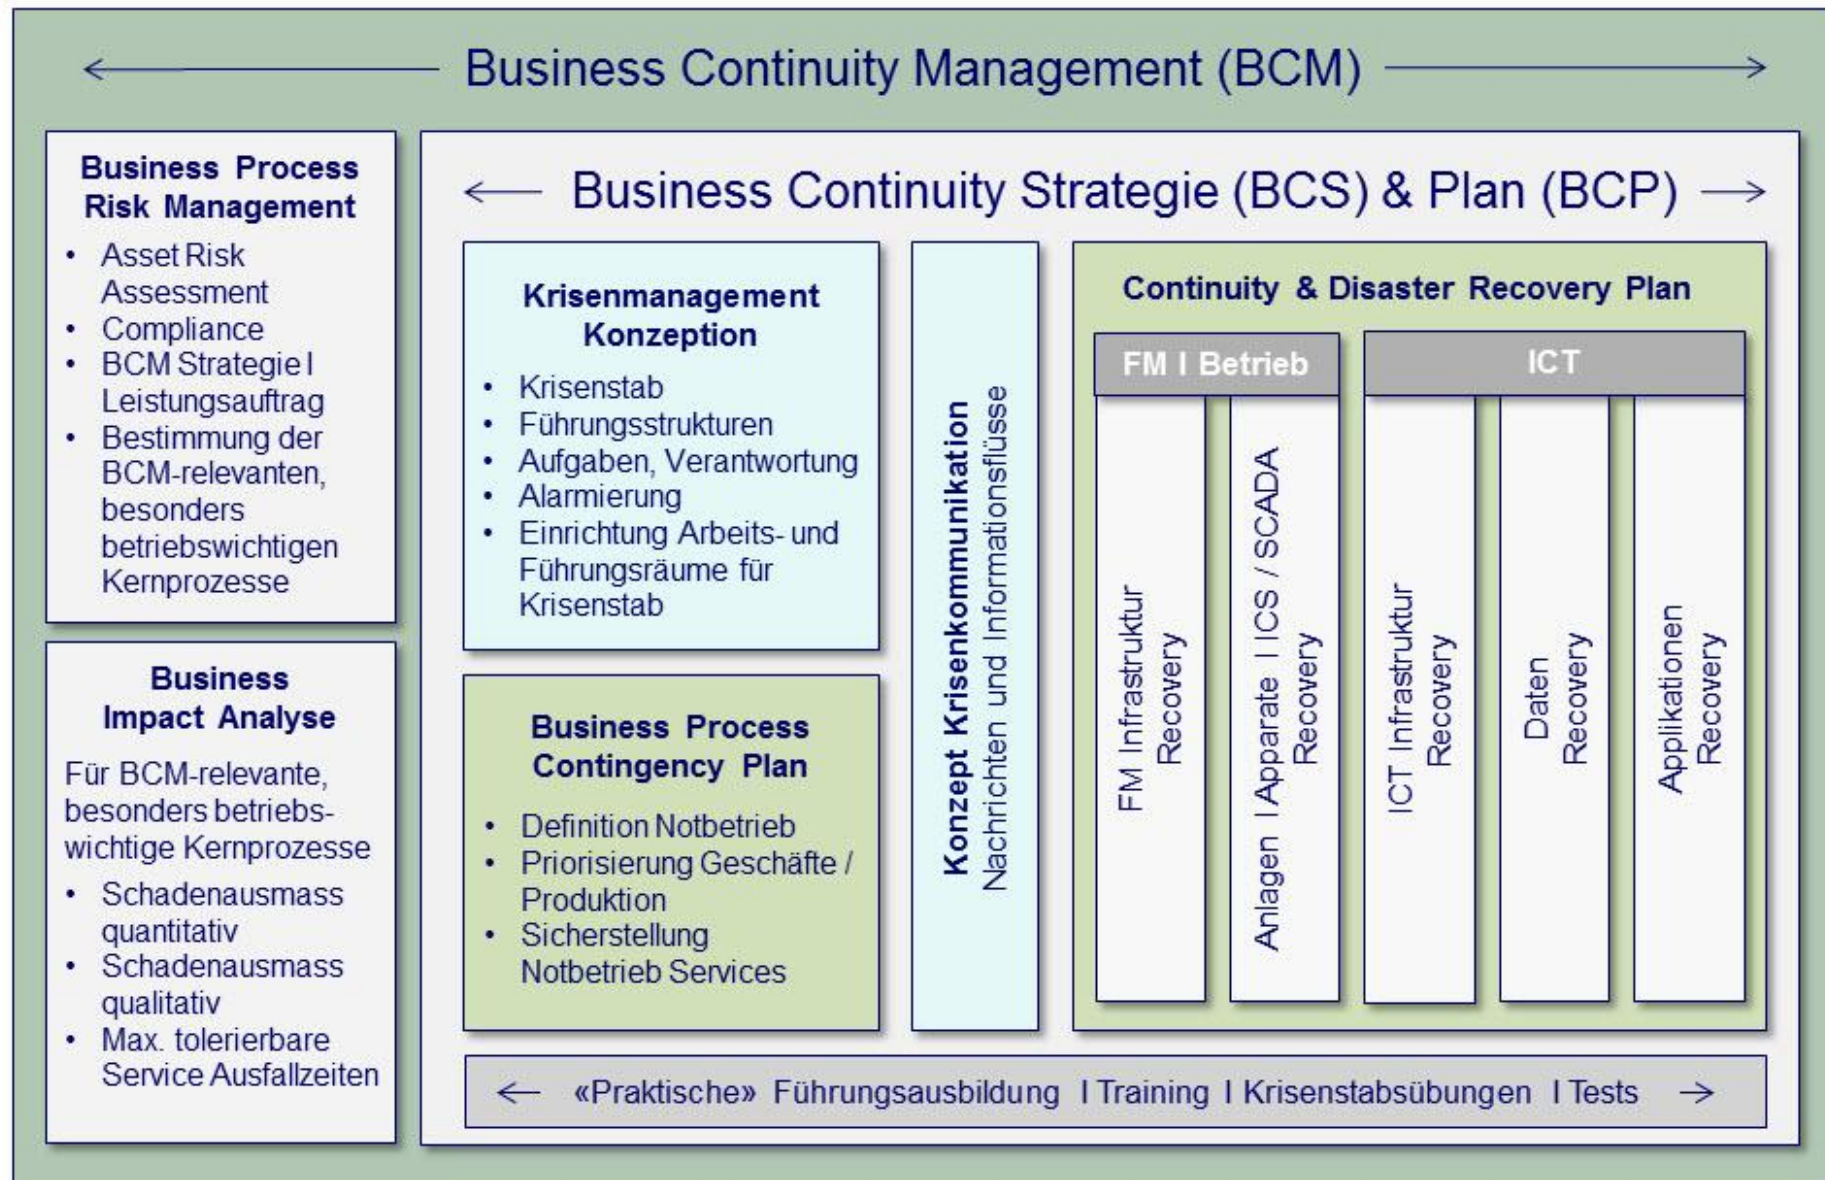 Business Continuity Management (BCM)
Business Process
Risk Management
• Asset Risk
Assessment
• Compliance
• BCM Strategie I
Leistungsauftrag
• Bestimmung der
BCM-relevanten,
besonders
betriebswichtigen
Kernprozesse
Business
Impact Analyse
Für BCM-relevante,
besonders betriebs-
wichtige Kernprozesse
• Schadenausmass
quantitativ
• Schadenausmass
qualitativ
• Max. tolerierbare
Service Ausfallzeiten
Business Continuity Strategie (BCS) & Plan (BCP)
Krisenmanagement
Konzeption
• Krisenstab
• Führungsstrukturen
• Aufgaben, Verantwortung
• Alarmierung
• Einrichtung Arbeits- und
Führungsräume für
Krisenstab
Business Process
Contingency Plan
• Definition Notbetrieb
• Priorisierung Geschäfte /
Produktion
• Sicherstellung
Notbetrieb Services
Konzept Krisenkommunikation
Nachrichten und Informationsflüsse
Continuity & Disaster Recovery Plan
FM I Betrieb
FM Infrastruktur
Recovery
Anlagen I Apparate I ICS / SCADA
Recovery
ICT
ICT Infrastruktur
Recovery
Daten
Recovery
Applikationen
Recovery
«Praktische» Führungsausbildung I Training I Krisenstabsübungen I Tests